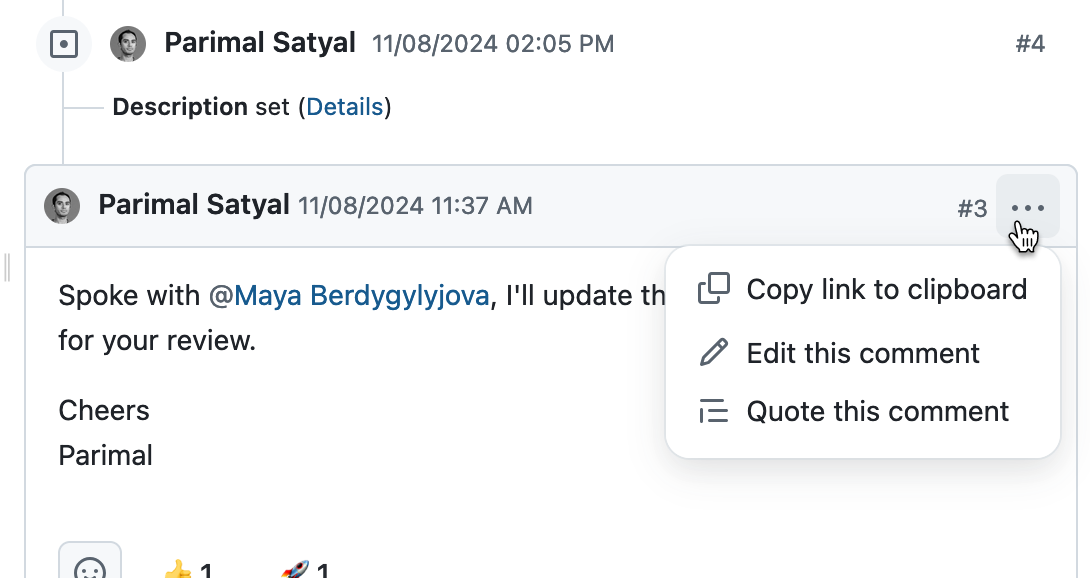 Parimal Satyal 11/08/2024 02:05 PM #4
Description set (Details)
Parimal Satyal 11/08/2024 11:37 AM #3
Spoke with @Maya Berdygylyjova, I'll update th
for your review.
Cheers
Parimal
Copy link to clipboard
Edit this comment
Quote this comment
👍 1 🚀 1